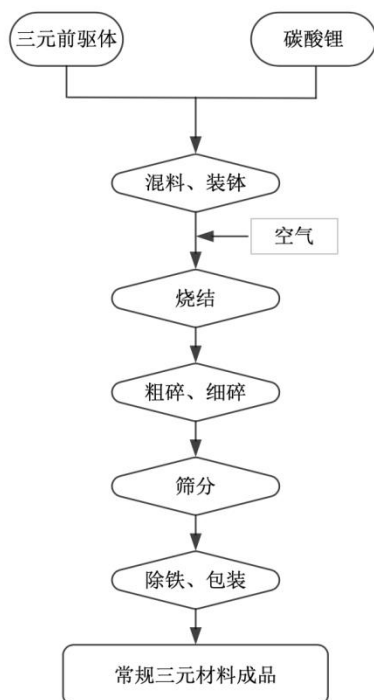 三元前驱体
碳酸锂
混料、装钵
空气
烧结
粗碎、细碎
筛分
除铁、包装
常规三元材料成品